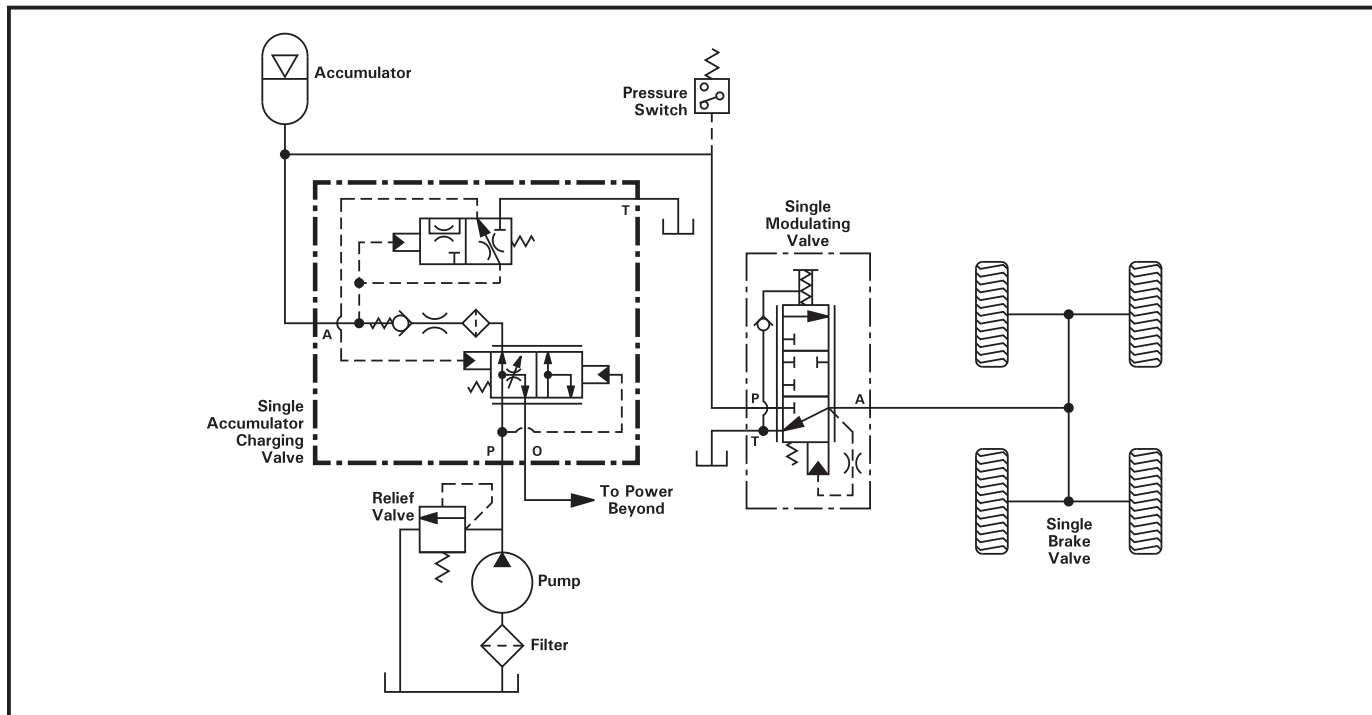 Accumulator
Pressure
Switch
T
Single
Modulating
Valve
A
P
A
T
Single
Accumulator
Charging
Valve
P
O
To Power
Beyond
Relief
Valve
Single
Brake
Valve
Pump
Filter